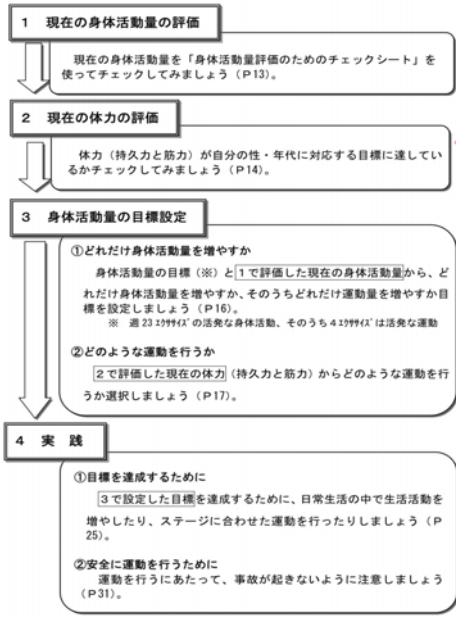 1 現在の身体活動量の評価
現在の身体活動量を「身体活動量評価のためのチェックシート」を
使ってチェックしてみましょう（P13）。
2 現在の体力の評価
体力（持久力と筋力）が自分の性・年代に対応する目標に達してい
るかチェックしてみましょう（P14）。
3 身体活動量の目標設定
①どれだけ身体活動量を増やすか
身体活動量の目標（※）と1で評価した現在の身体活動量から、ど
れだけ身体活動量を増やすか、そのうちどれだけ運動量を増やすか目
標を設定しましょう（P16）。
※ 週23ｴｸｻｻｲｽﾞの活発な身体活動、そのうち4ｴｸｻｻｲｽﾞは活発な運動
②どのような運動を行うか
2で評価した現在の体力（持久力と筋力）からどのような運動を行
うか選択しましょう（P17）。
4 実 践
①目標を達成するために
3で設定した目標を達成するために、日常生活の中で生活活動を
増やしたり、ステージに合わせた運動を行ったりしましょう（P
25）。
②安全に運動を行うために
運動を行うにあたって、事故が起きないように注意しましょう
（P31）。